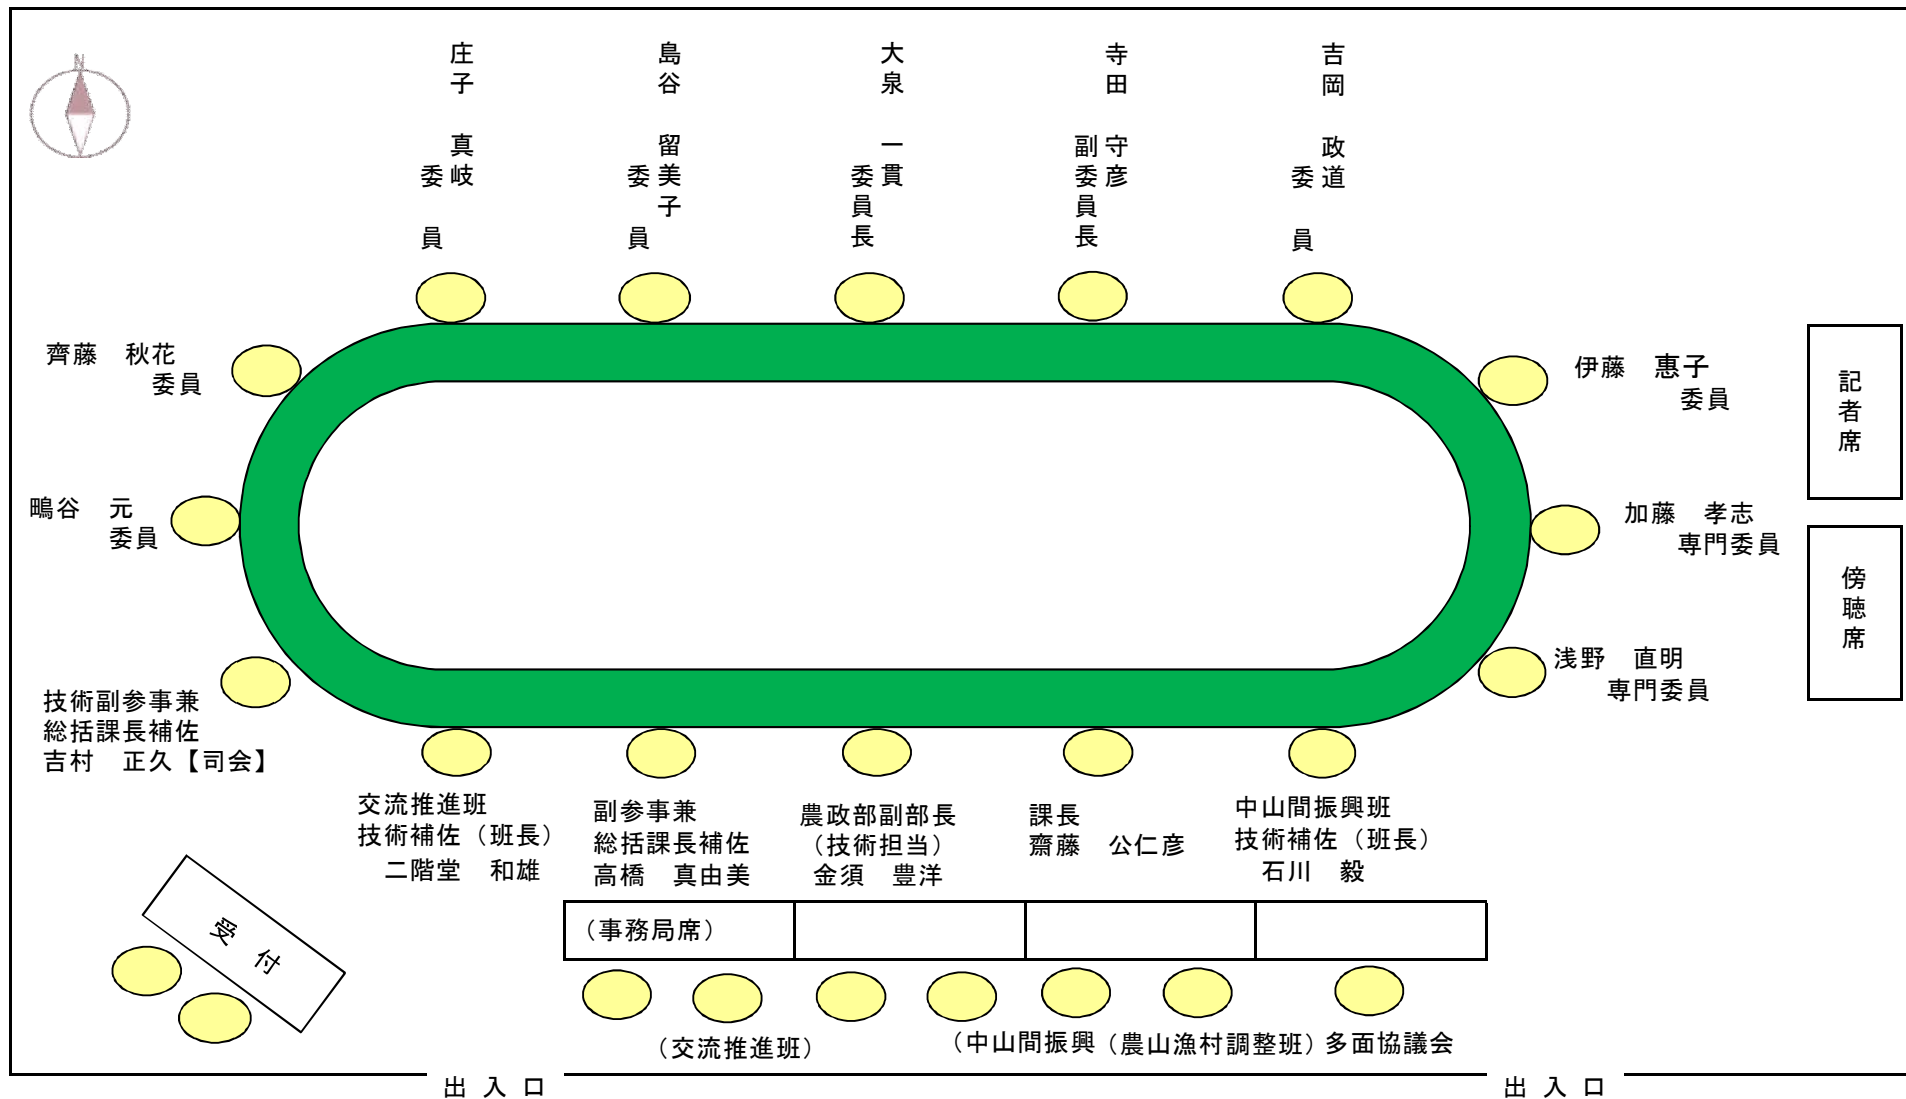 N
庄子 真岐
委員
島谷 留美子
委員
大泉 一貫
委員長
寺田 守彦
副委員長
吉岡 政道
委員
齊藤 秋花
委員
伊藤 惠子
委員
記者席
鴫谷 元
委員
加藤 孝志
専門委員
傍聴席
浅野 直明
専門委員
技術副参事兼
総括課長補佐
吉村 正久【司会】
交流推進班
技術補佐（班長）
二階堂 和雄
副参事兼
総括課長補佐
高橋 真由美
農政部副部長
（技術担当）
金須 豊洋
課長
齋藤 公仁彦
中山間振興班
技術補佐（班長）
石川 毅
受付
（事務局席）
（交流推進班）
（中山間振興
（農山漁村調整班）
多面協議会
出入口
出入口